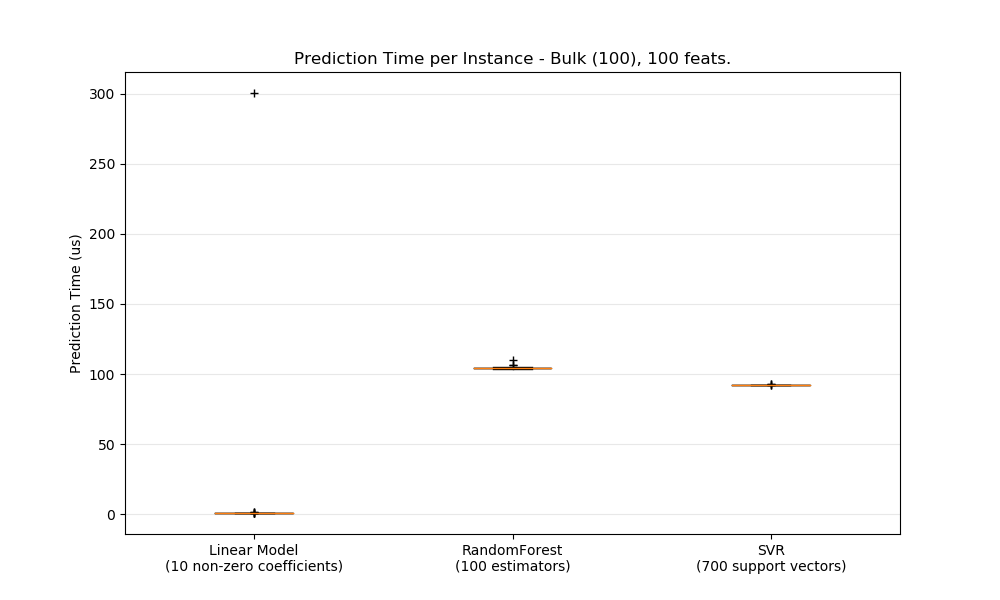 Prediction Time per Instance - Bulk (100), 100 feats.
300
250
200
150
100
50
0
Prediction Time (us)
Linear Model
(10 non-zero coefficients)
RandomForest
(100 estimators)
SVR
(700 support vectors)